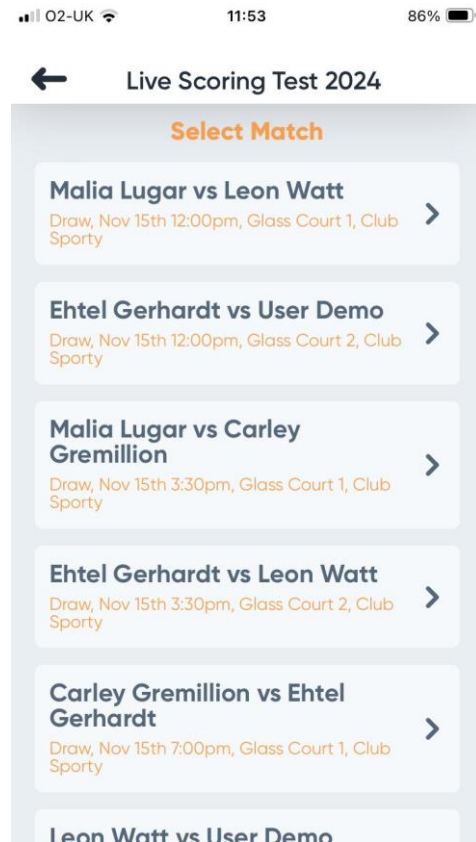 O2-UK 11:53 86%
Live Scoring Test 2024
Select Match
Malia Lugar vs Leon Watt
Draw, Nov 15th 12:00pm, Glass Court 1, Club
Sporty
Ehtel Gerhardt vs User Demo
Draw, Nov 15th 12:00pm, Glass Court 2, Club
Sporty
Malia Lugar vs Carley
Gremillion
Draw, Nov 15th 3:30pm, Glass Court 1, Club
Sporty
Ehtel Gerhardt vs Leon Watt
Draw, Nov 15th 3:30pm, Glass Court 2, Club
Sporty
Carley Gremillion vs Ehtel
Gerhardt
Draw, Nov 15th 7:00pm, Glass Court 1, Club
Sporty
Leon Watt vs User Demo